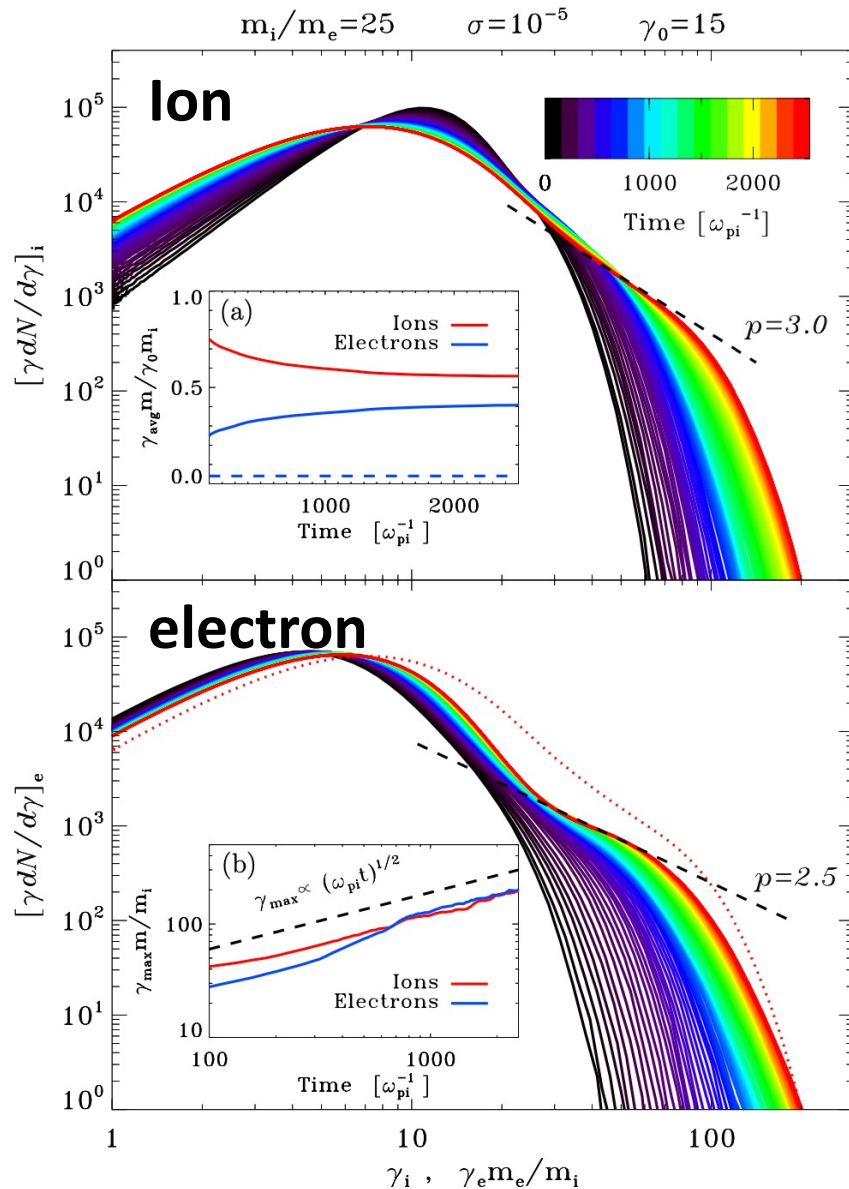 m_i/m_e=25 σ=10^-5 γ_0=15
Ion
[γdN/dγ]_i
10^5
10^4
10^3
10^2
10^1
10^0
0 1000 2000
Time [ω_pi^-1]
p=3.0
(a)
Ions
Electrons
γ_avg m/γ_0 m_i
1.0
0.5
0.0
1000 2000
Time [ω_pi^-1]
electron
[γdN/dγ]_e
10^5
10^4
10^3
10^2
10^1
10^0
p=2.5
(b)
γ_max ∝ (ω_pi t)^1/2
γ_max m/m_i
100
10
Ions
Electrons
100 1000
Time [ω_pi^-1]
1 10 100
γ_i , γ_e m_e/m_i